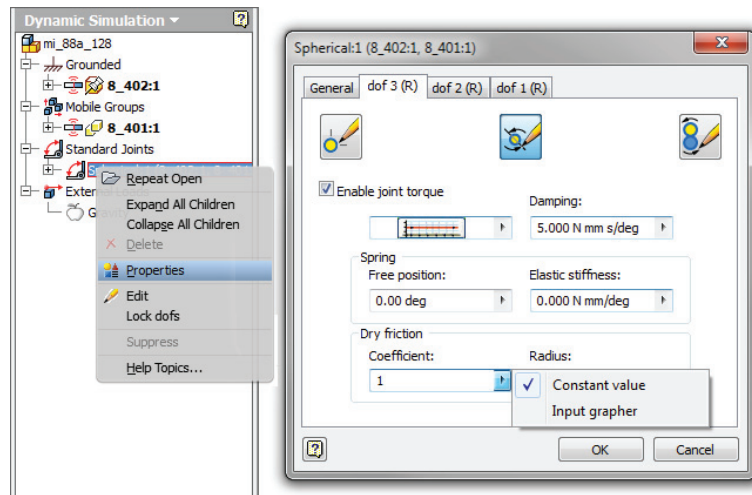 Dynamic Simulation
mi_88a_128
Grounded
8_402:1
Mobile Groups
8_401:1
Standard Joints
Repeat Open
Expand All Children
Collapse All Children
Delete
Properties
Edit
Lock dofs
Suppress
Help Topics...
Spherical:1 (8_402:1, 8_401:1)
General dof 3 (R) dof 2 (R) dof 1 (R)
Enable joint torque
Damping:
5.000 N mm s/deg
Spring
Free position: Elastic stiffness:
0.00 deg 0.000 N mm/deg
Dry friction
Coefficient: Radius:
1
Constant value
Input grapher
OK Cancel